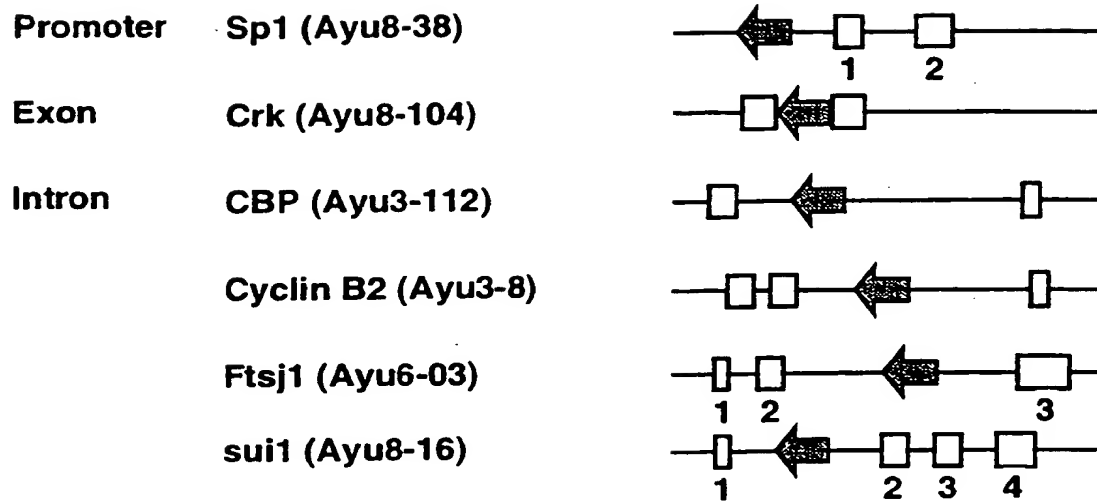 Promoter Sp1 (Ayu8-38)
1 2
Exon Crk (Ayu8-104)
Intron CBP (Ayu3-112)
Cyclin B2 (Ayu3-8)
Ftsj1 (Ayu6-03)
1 2 3
sui1 (Ayu8-16)
1 2 3 4